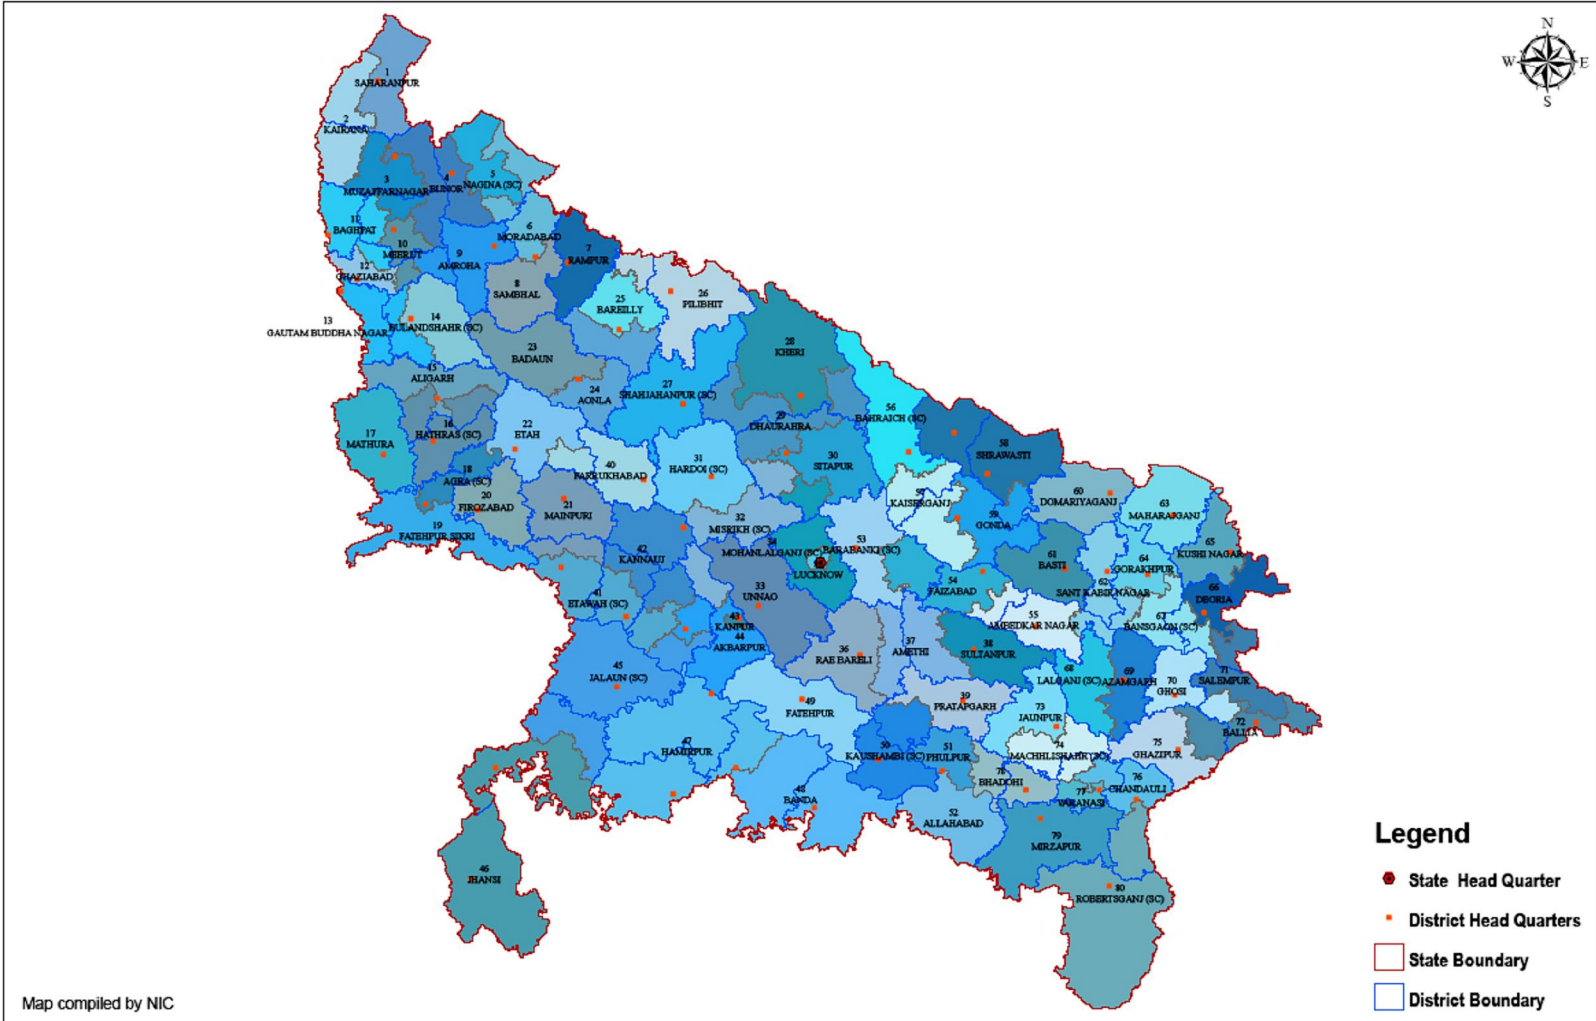 N
W E
S
1
SAHARANPUR
2
KAIRANA
3
MUZAFFARNAGAR
4
BIJNOR
5
NAGINA (SC)
6
MORADABAD
7
RAMPUR
8
SAMBHAL
9
AMROHA
10
MEERUT
11
BAGHPAT
12
GHAZIABAD
13
GAUTAM BUDDHA NAGAR
14
BULANDSHAHR (SC)
15
ALIGARH
16
HATHRAS (SC)
17
MATHURA
18
AGRA (SC)
19
FATEHPUR SIKRI
20
FIROZABAD
21
MAINPURI
22
ETAH
23
BADAUN
24
AONLA
25
BAREILLY
26
PILIBHIT
27
SHAHJAHANPUR (SC)
28
KHERI
29
DHAURAHRA
30
SITAPUR
31
HARDOI (SC)
32
MISRIKH (SC)
33
UNNAO
34
MOHANLALGANJ (SC)
LUCKNOW
36
RAE BARELI
37
AMETHI
38
SULTANPUR
39
PRATAPGARH
40
FARRUKHABAD
41
ETAWAH (SC)
42
KANNAUJ
43
KANPUR
44
AKBARPUR
45
JALAUN (SC)
46
JHANSI
47
HAMIRPUR
48
BANDA
49
FATEHPUR
50
KAUSHAMBI (SC)
51
PHULPUR
52
ALLAHABAD
53
BARABANKI (SC)
54
FAIZABAD
55
AMBEDKAR NAGAR
56
BAHRAICH (SC)
KAISERGANJ
58
SHRAWASTI
59
GONDA
60
DOMARIYAGANJ
61
BASTI
62
SANT KABIR NAGAR
63
MAHARAJGANJ
64
GORAKHPUR
65
KUSHI NAGAR
66
DEORIA
67
BANSGAON (SC)
68
LALGANJ (SC)
69
AZAMGARH
70
GHOSI
71
SALEMPUR
72
BALLIA
73
JAUNPUR
74
MACHHLISHAHR (SC)
75
GHAZIPUR
76
CHANDAULI
77
VARANASI
78
BHADOHI
79
MIRZAPUR
80
ROBERTSGANJ (SC)
Legend
State Head Quarter
District Head Quarters
State Boundary
District Boundary
Map compiled by NIC